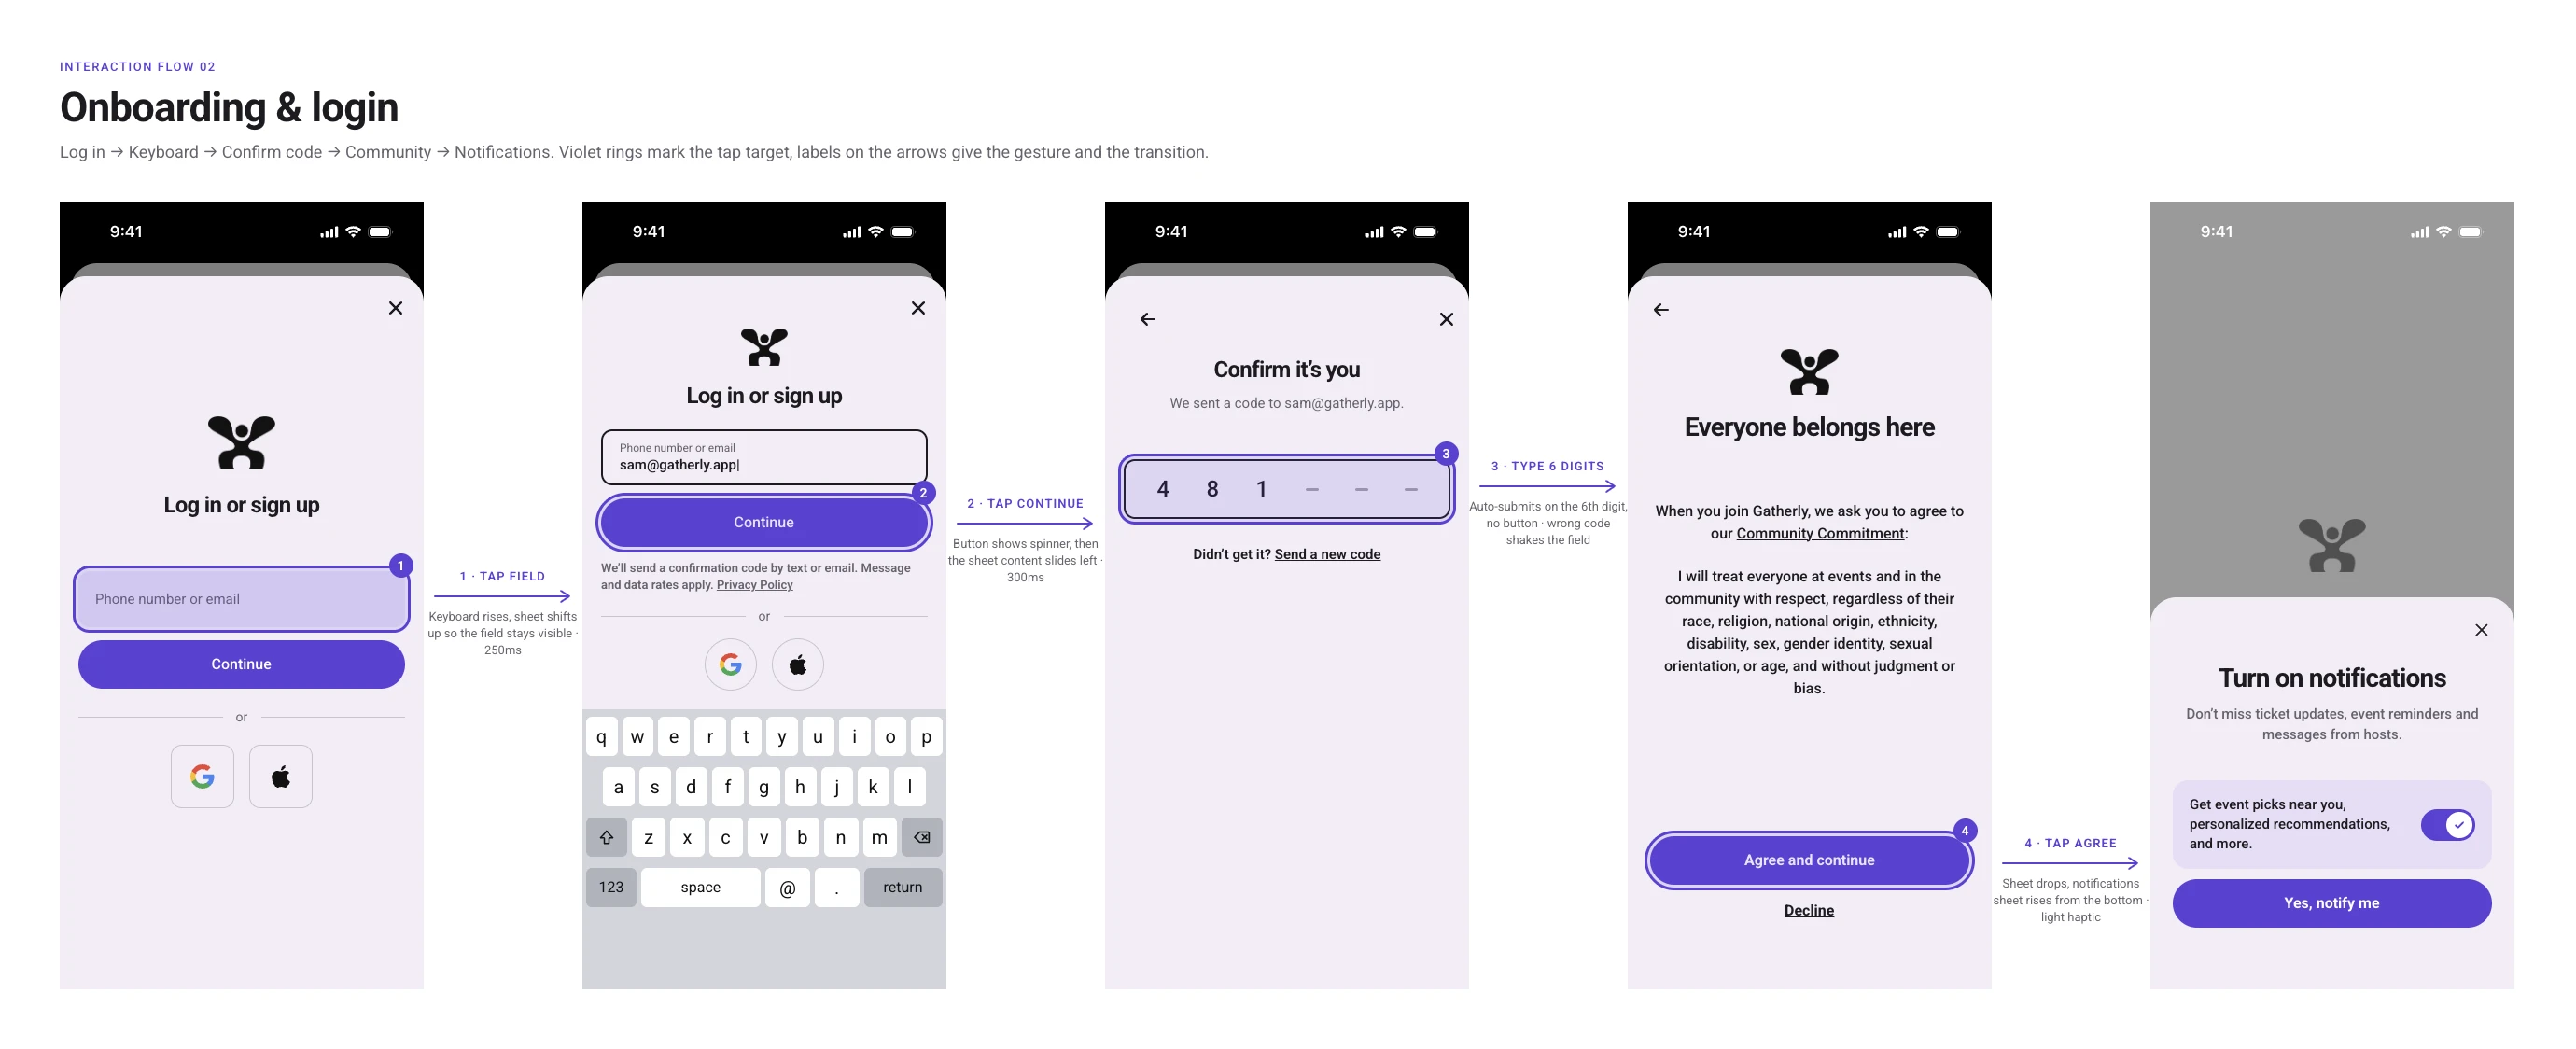 INTERACTION FLOW 02
Onboarding & login
Log in → Keyboard → Confirm code → Community → Notifications. Violet rings mark the tap target, labels on the arrows give the gesture and the transition.
9:41
Log in or sign up
1
Phone number or email
Continue
or
1 · TAP FIELD
Keyboard rises, sheet shifts
up so the field stays visible ·
250ms
9:41
Log in or sign up
Phone number or email
sam@gatherly.app
2
Continue
We’ll send a confirmation code by text or email. Message
and data rates apply. Privacy Policy
or
q w e r t y u i o p
a s d f g h j k l
z x c v b n m
123 space @ . return
2 · TAP CONTINUE
Button shows spinner, then
the sheet content slides left ·
300ms
9:41
Confirm it’s you
We sent a code to sam@gatherly.app.
3
4 8 1 – – –
Didn’t get it? Send a new code
3 · TYPE 6 DIGITS
Auto-submits on the 6th digit,
no button · wrong code
shakes the field
9:41
Everyone belongs here
When you join Gatherly, we ask you to agree to
our Community Commitment:
I will treat everyone at events and in the
community with respect, regardless of their
race, religion, national origin, ethnicity,
disability, sex, gender identity, sexual
orientation, or age, and without judgment or
bias.
4
Agree and continue
Decline
4 · TAP AGREE
Sheet drops, notifications
sheet rises from the bottom ·
light haptic
9:41
Turn on notifications
Don’t miss ticket updates, event reminders and
messages from hosts.
Get event picks near you,
personalized recommendations,
and more.
Yes, notify me